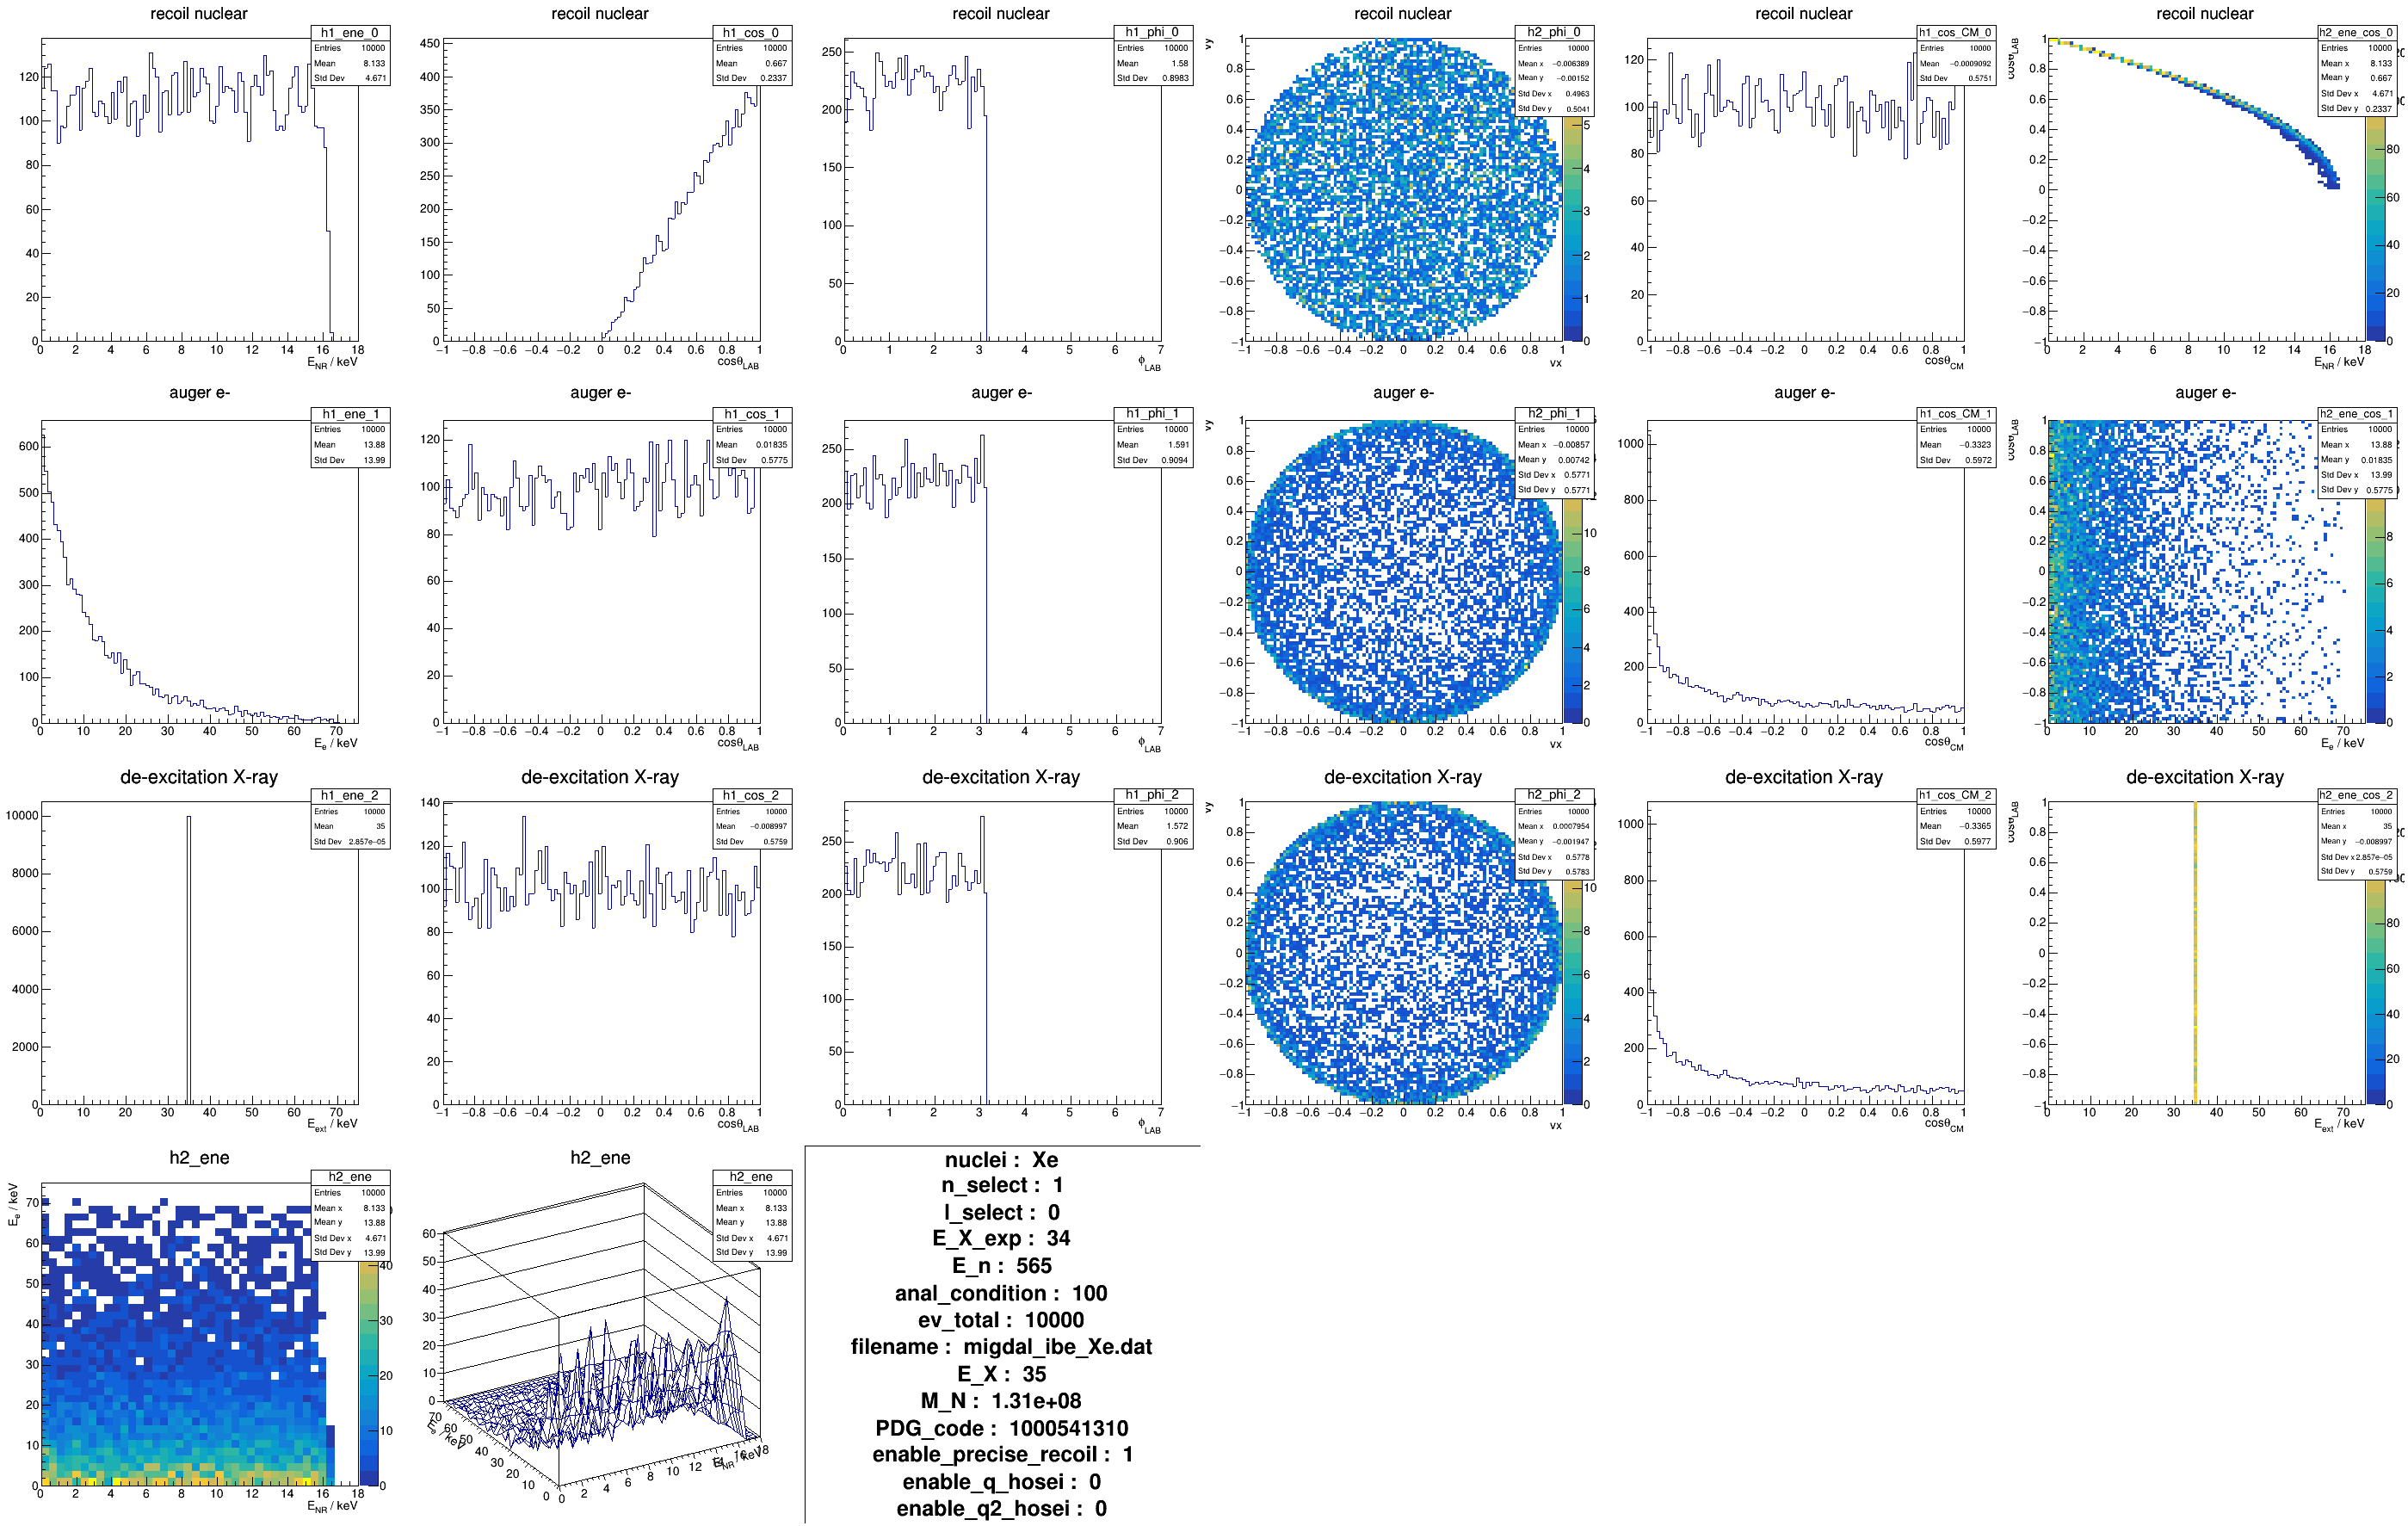 recoil nuclear
h1_ene_0
Entries 10000
Mean 8.133
Std Dev 4.671
E_NR / keV
recoil nuclear
h1_cos_0
Entries 10000
Mean 0.667
Std Dev 0.2337
cosθ_LAB
recoil nuclear
h1_phi_0
Entries 10000
Mean 1.58
Std Dev 0.8983
ϕ_LAB
recoil nuclear
h2_phi_0
Entries 10000
Mean x −0.006389
Mean y −0.00152
Std Dev x 0.4963
Std Dev y 0.5041
vy
vx
recoil nuclear
h1_cos_CM_0
Entries 10000
Mean −0.0009092
Std Dev 0.5751
cosθ_CM
recoil nuclear
h2_ene_cos_0
Entries 10000
Mean x 8.133
Mean y 0.667
Std Dev x 4.671
Std Dev y 0.2337
cosθ_LAB
E_NR / keV
auger e-
h1_ene_1
Entries 10000
Mean 13.88
Std Dev 13.99
E_e / keV
auger e-
h1_cos_1
Entries 10000
Mean 0.01835
Std Dev 0.5775
cosθ_LAB
auger e-
h1_phi_1
Entries 10000
Mean 1.591
Std Dev 0.9094
ϕ_LAB
auger e-
h2_phi_1
Entries 10000
Mean x −0.00857
Mean y 0.00742
Std Dev x 0.5771
Std Dev y 0.5771
vy
vx
auger e-
h1_cos_CM_1
Entries 10000
Mean −0.3323
Std Dev 0.5972
cosθ_CM
auger e-
h2_ene_cos_1
Entries 10000
Mean x 13.88
Mean y 0.01835
Std Dev x 13.99
Std Dev y 0.5775
cosθ_LAB
E_e / keV
de-excitation X-ray
h1_ene_2
Entries 10000
Mean 35
Std Dev 2.857e−05
E_ext / keV
de-excitation X-ray
h1_cos_2
Entries 10000
Mean −0.008997
Std Dev 0.5759
cosθ_LAB
de-excitation X-ray
h1_phi_2
Entries 10000
Mean 1.572
Std Dev 0.906
ϕ_LAB
de-excitation X-ray
h2_phi_2
Entries 10000
Mean x 0.0007954
Mean y −0.001947
Std Dev x 0.5778
Std Dev y 0.5783
vy
vx
de-excitation X-ray
h1_cos_CM_2
Entries 10000
Mean −0.3365
Std Dev 0.5977
cosθ_CM
de-excitation X-ray
h2_ene_cos_2
Entries 10000
Mean x 35
Mean y −0.008997
Std Dev x 2.857e−05
Std Dev y 0.5759
cosθ_LAB
E_ext / keV
h2_ene
h2_ene
Entries 10000
Mean x 8.133
Mean y 13.88
Std Dev x 4.671
Std Dev y 13.99
E_e / keV
E_NR / keV
h2_ene
h2_ene
Entries 10000
Mean x 8.133
Mean y 13.88
Std Dev x 4.671
Std Dev y 13.99
E_e / keV
E_NR / keV
nuclei : Xe
n_select : 1
l_select : 0
E_X_exp : 34
E_n : 565
anal_condition : 100
ev_total : 10000
filename : migdal_ibe_Xe.dat
E_X : 35
M_N : 1.31e+08
PDG_code : 1000541310
enable_precise_recoil : 1
enable_q_hosei : 0
enable_q2_hosei : 0